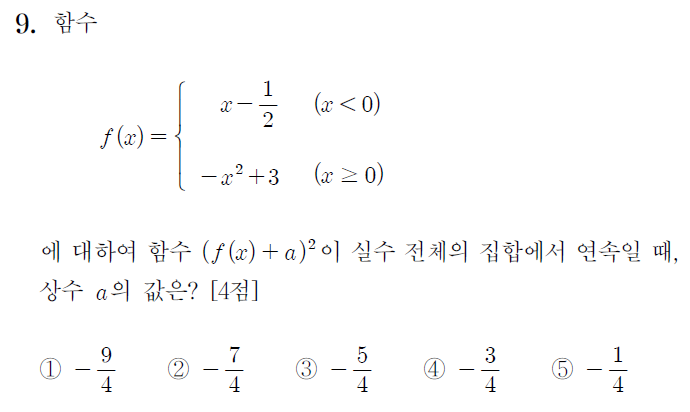 9. 함수
f(x) = { x − 1/2 (x < 0)
−x² + 3 (x ≥ 0)
에 대하여 함수 (f(x) + a)²이 실수 전체의 집합에서 연속일 때,
상수 a의 값은? [4점]
① −9/4 ② −7/4 ③ −5/4 ④ −3/4 ⑤ −1/4